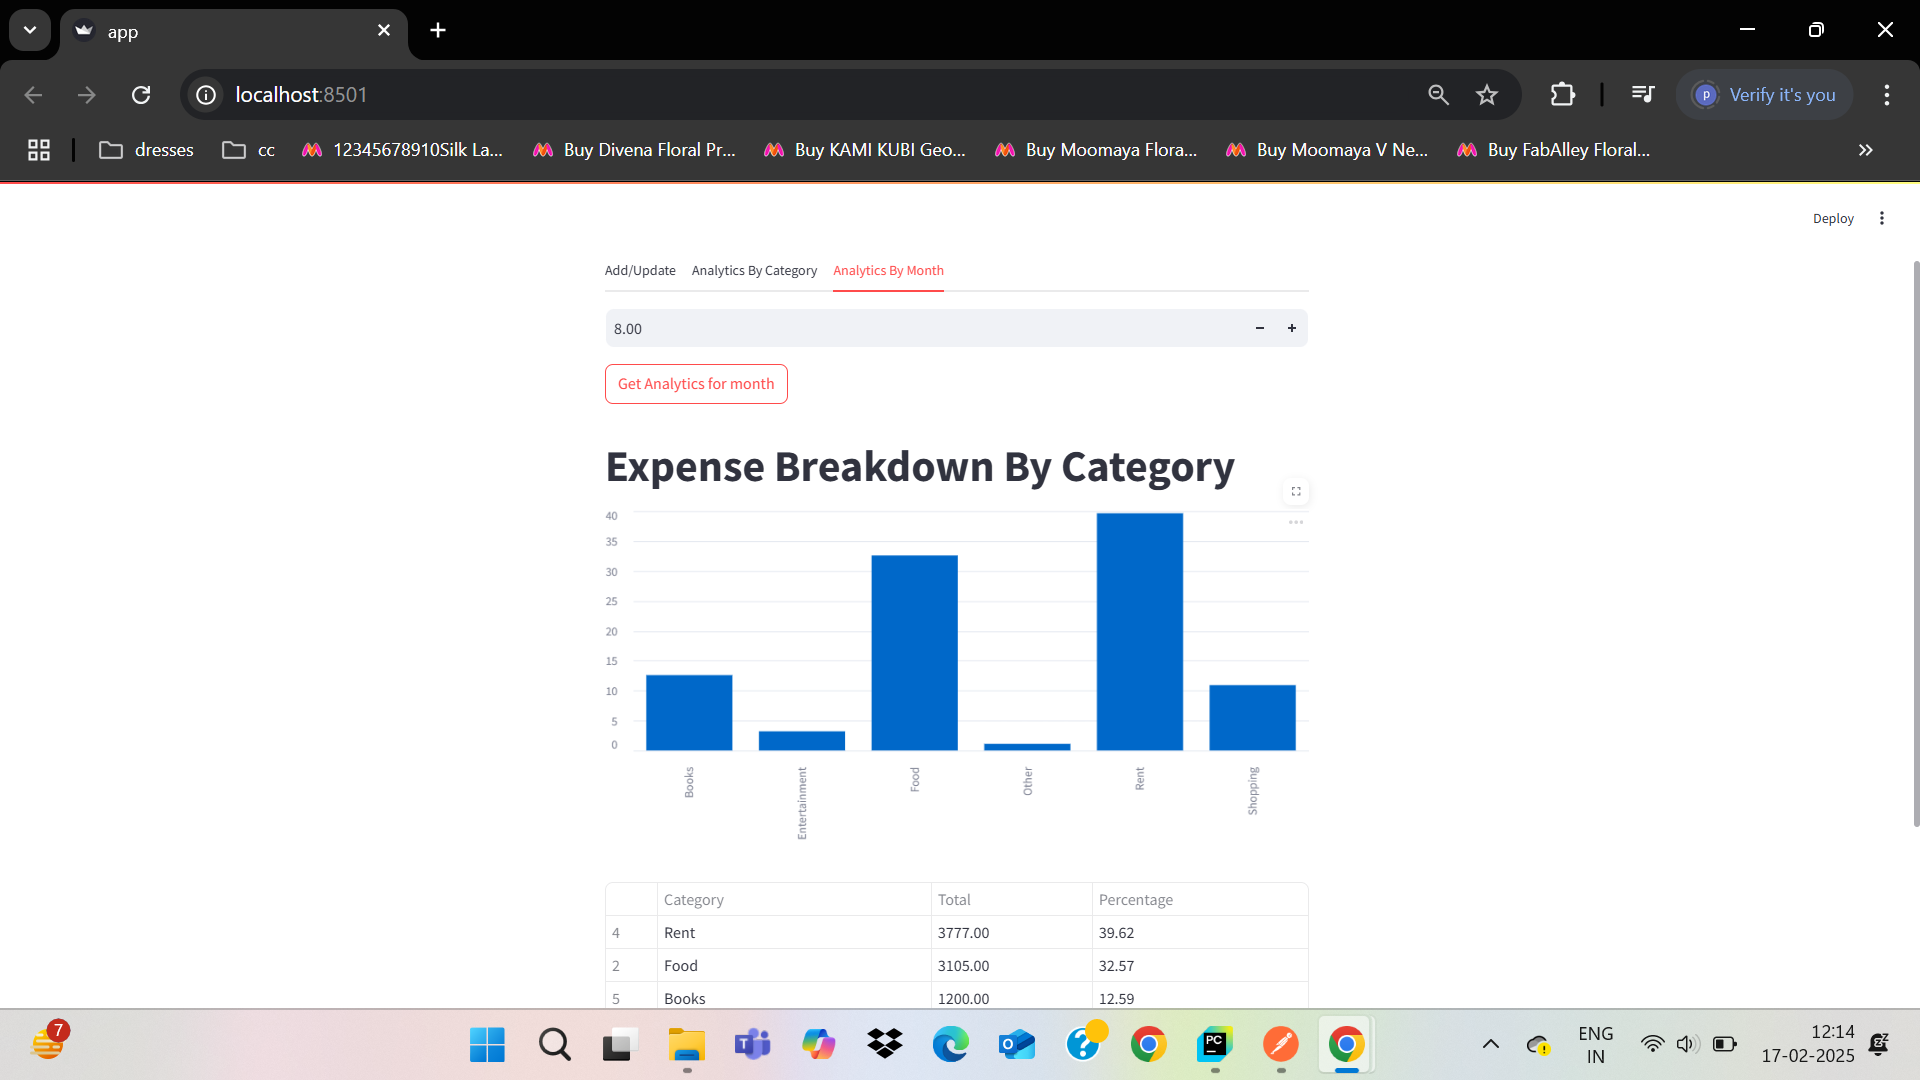 app
localhost:8501
Verify it's you
dresses
cc
12345678910Silk La...
Buy Divena Floral Pr...
Buy KAMI KUBI Geo...
Buy Moomaya Flora...
Buy Moomaya V Ne...
Buy FabAlley Floral...
Deploy
Add/Update Analytics By Category Analytics By Month
8.00
Get Analytics for month
Expense Breakdown By Category
40
35
30
25
20
15
10
5
0
Books
Entertainment
Food
Other
Rent
Shopping
Category Total Percentage
4 Rent 3777.00 39.62
2 Food 3105.00 32.57
5 Books 1200.00 12.59
7
ENG
IN
12:14
17-02-2025